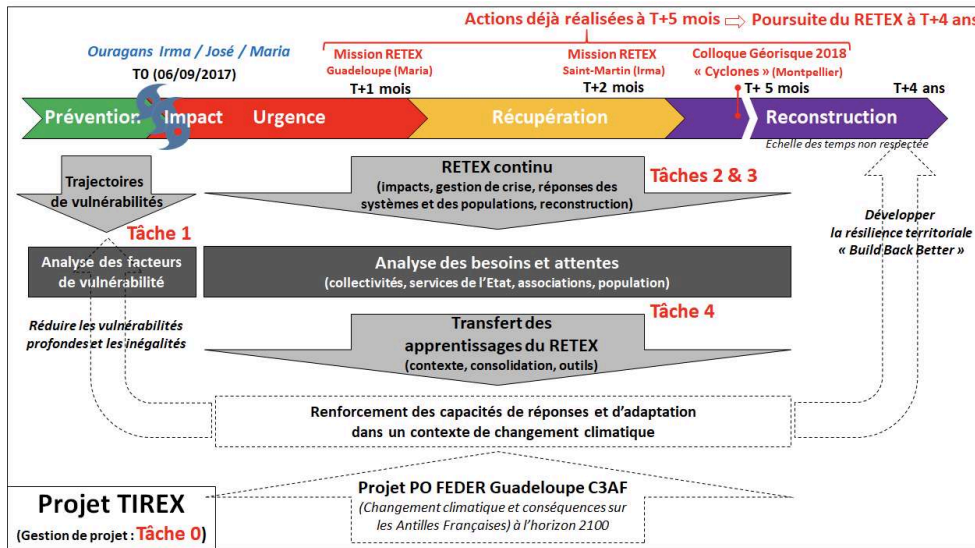 Actions déjà réalisées à T+5 mois ⇨ Poursuite du RETEX à T+4 ans
Ouragans Irma / José / Maria
T0 (06/09/2017)
Mission RETEX
Guadeloupe (Maria)
T+1 mois
Mission RETEX
Saint-Martin (Irma)
T+2 mois
Colloque Géorisque 2018
« Cyclones » (Montpellier)
T+ 5 mois
T+4 ans
Prévention
Impact
Urgence
Récupération
Reconstruction
Echelle des temps non respectée
Trajectoires
de vulnérabilités
Tâche 1
RETEX continu
(impacts, gestion de crise, réponses des
systèmes et des populations, reconstruction)
Tâches 2 & 3
Développer
la résilience territoriale
« Build Back Better »
Analyse des facteurs
de vulnérabilité
Analyse des besoins et attentes
(collectivités, services de l'Etat, associations, population)
Réduire les vulnérabilités
profondes et les inégalités
Transfert des
apprentissages du RETEX
(contexte, consolidation, outils)
Tâche 4
Renforcement des capacités de réponses et d'adaptation
dans un contexte de changement climatique
Projet PO FEDER Guadeloupe C3AF
(Changement climatique et conséquences sur
les Antilles Françaises) à l'horizon 2100
Projet TIREX
(Gestion de projet : Tâche 0)